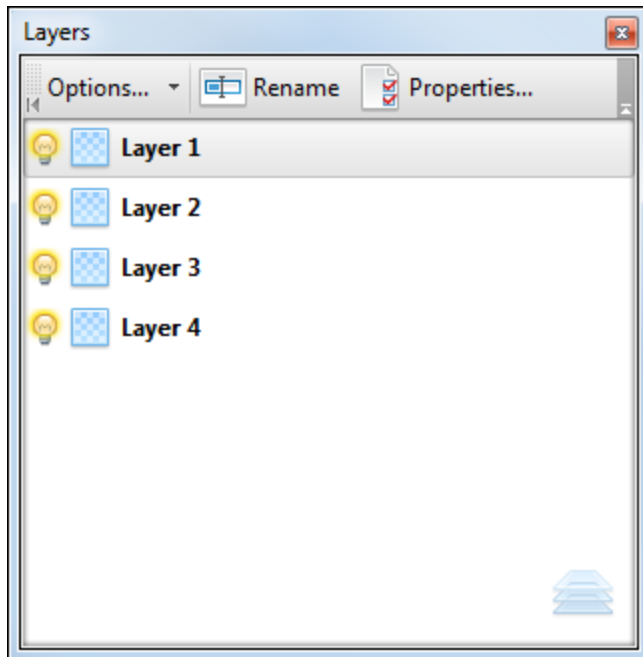 Layers
Options... Rename Properties...
Layer 1
Layer 2
Layer 3
Layer 4